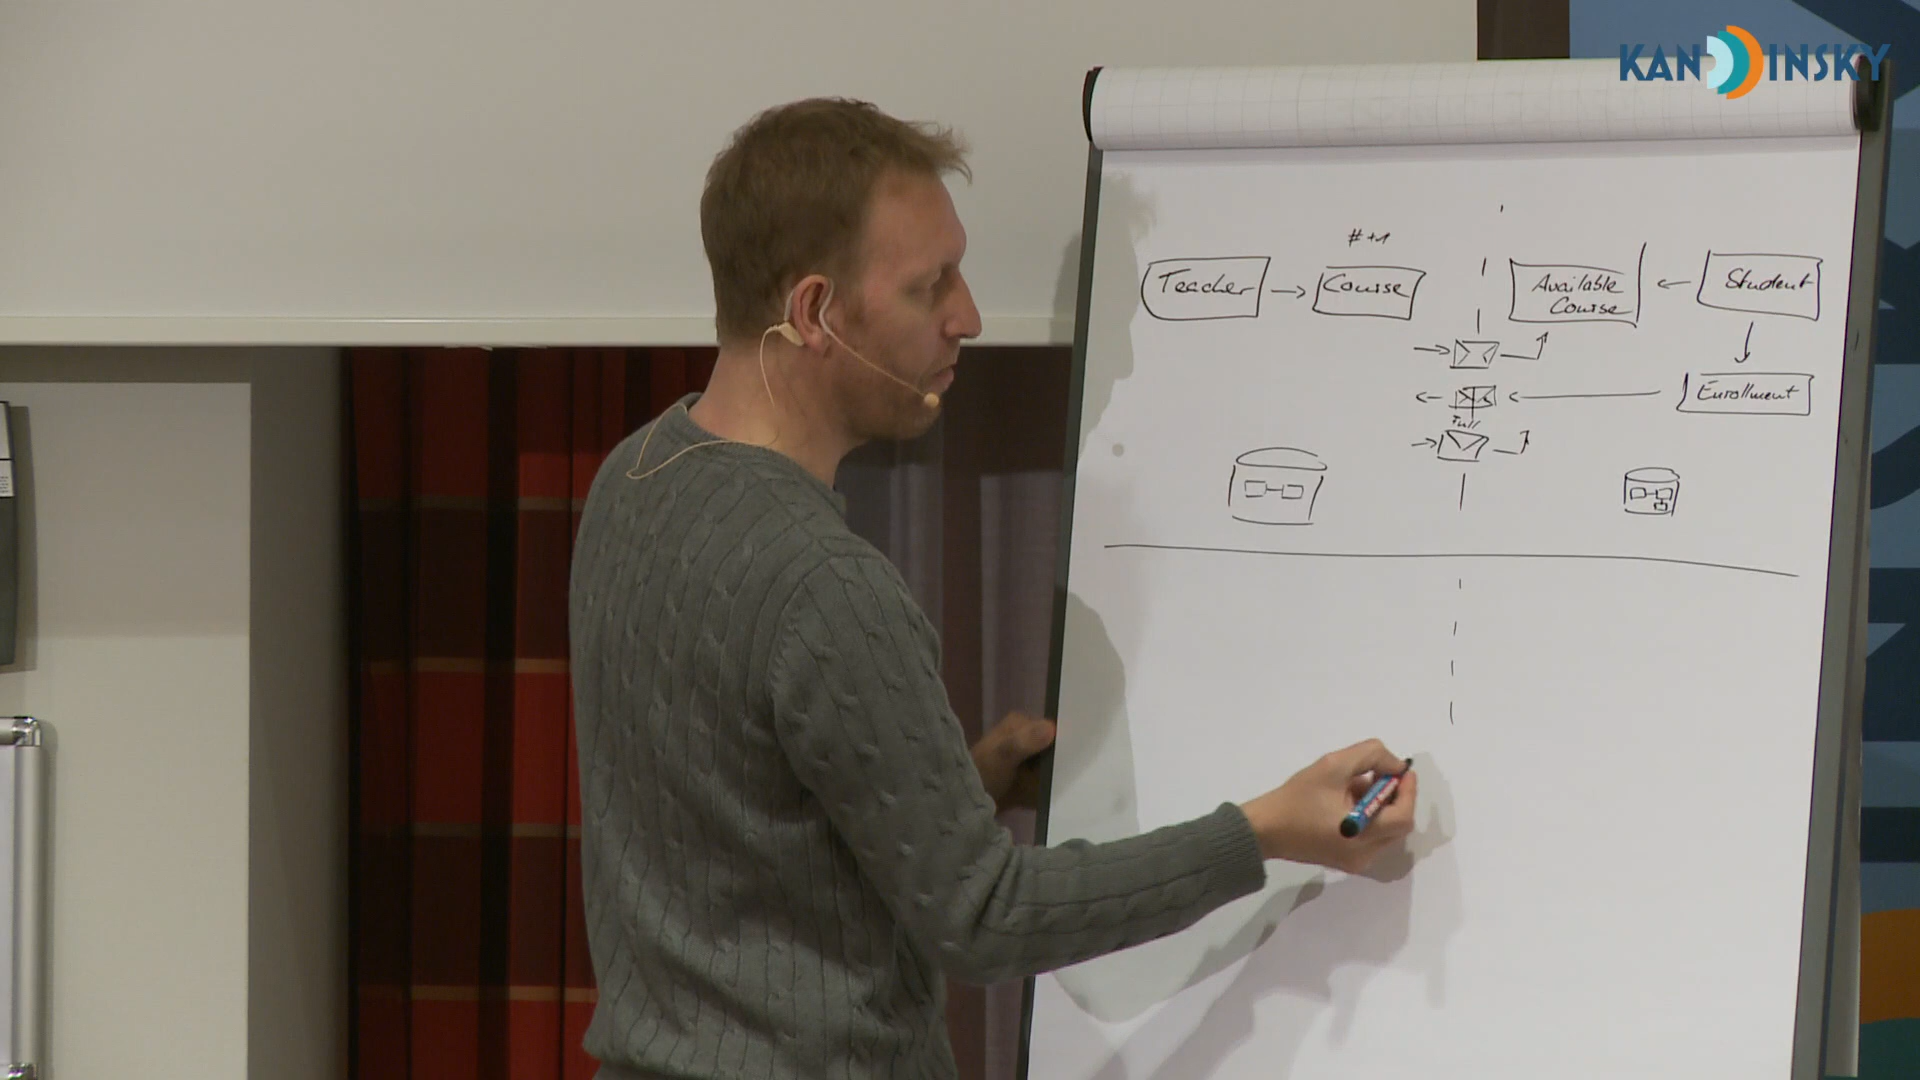 KANDINSKY
# +1
Teacher
Course
Available
Course
Student
Enrollment
Full